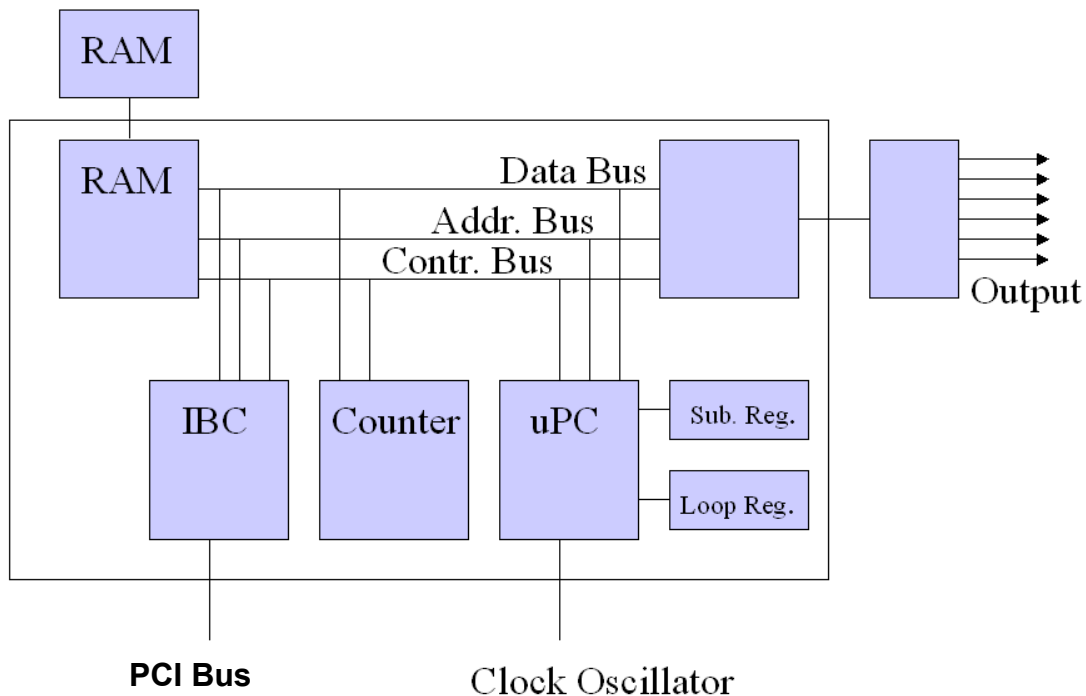 RAM
RAM
Data Bus
Addr. Bus
Contr. Bus
Output
IBC
Counter
uPC
Sub. Reg.
Loop Reg.
PCI Bus
Clock Oscillator